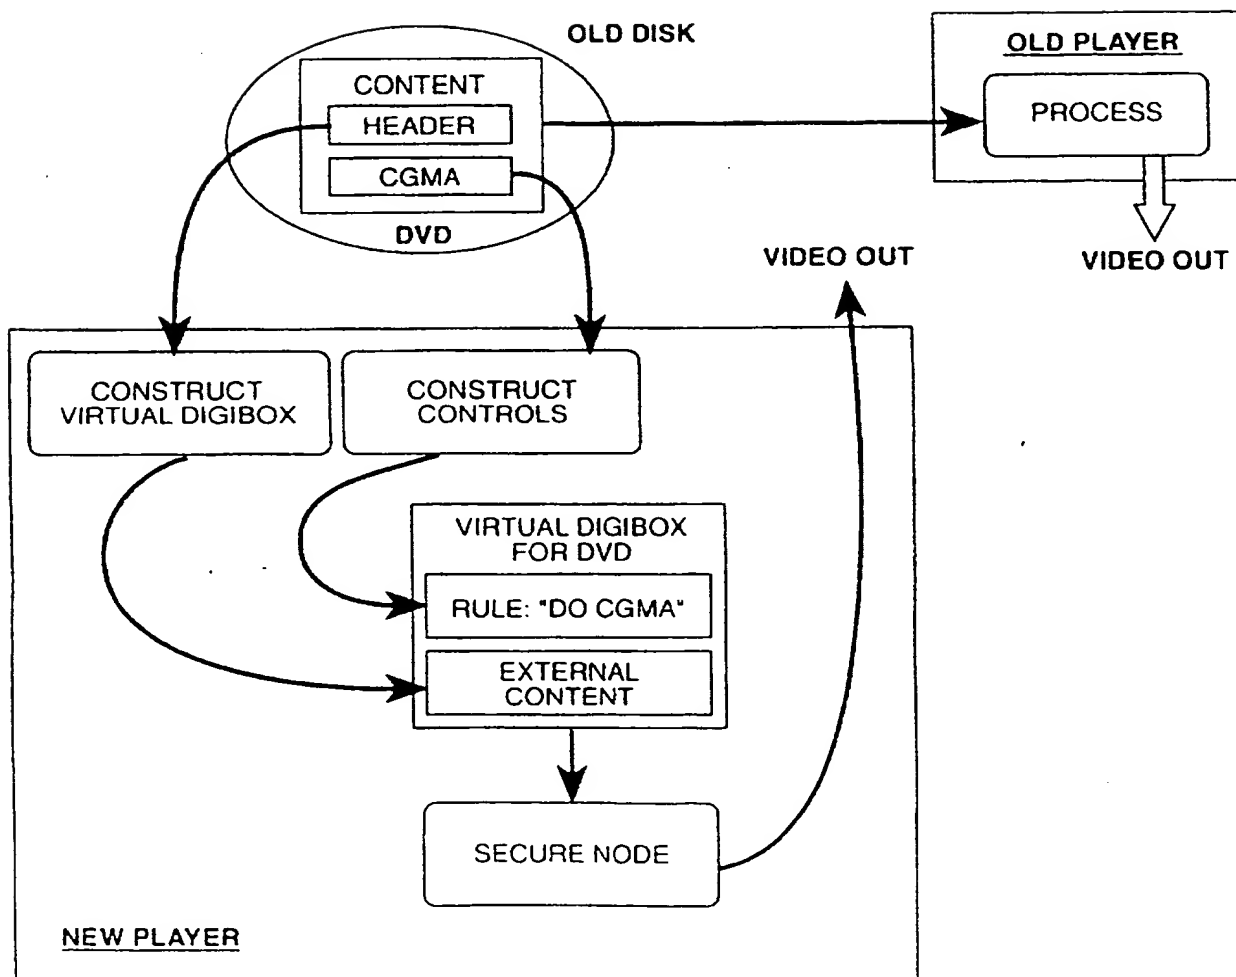 OLD DISK
CONTENT
HEADER
CGMA
DVD
OLD PLAYER
PROCESS
VIDEO OUT
VIDEO OUT
CONSTRUCT
VIRTUAL DIGIBOX
CONSTRUCT
CONTROLS
VIRTUAL DIGIBOX
FOR DVD
RULE: "DO CGMA"
EXTERNAL
CONTENT
SECURE NODE
NEW PLAYER